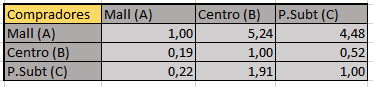 Compradores Mall (A) Centro (B) P.Subt (C)
Mall (A) 1,00 5,24 4,48
Centro (B) 0,19 1,00 0,52
P.Subt (C) 0,22 1,91 1,00